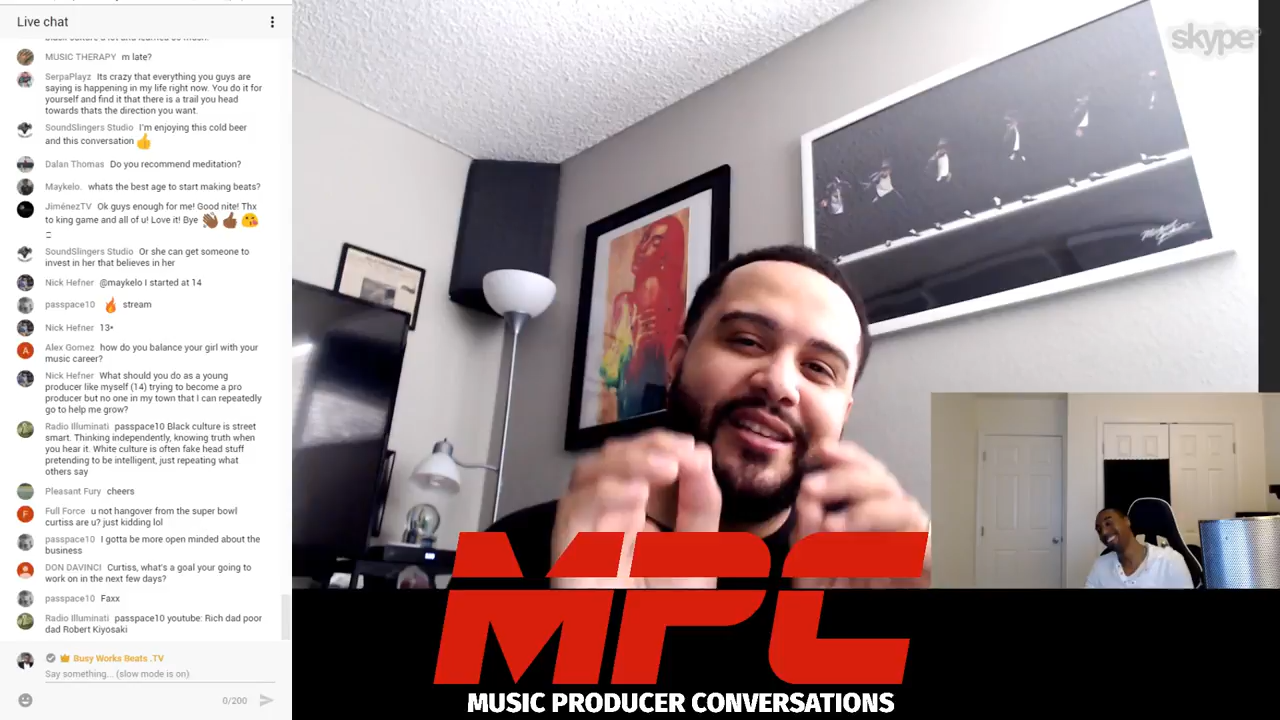 Live chat
MUSIC THERAPY m late?
SerpaPlayz Its crazy that everything you guys are
saying is happening in my life right now. You do it for
yourself and find it that there is a trail you head
towards thats the direction you want.
SoundSlingers Studio I'm enjoying this cold beer
and this conversation
Dalan Thomas Do you recommend meditation?
Maykelo. whats the best age to start making beats?
JiménezTV Ok guys enough for me! Good nite! Thx
to king game and all of u! Love it! Bye
=
SoundSlingers Studio Or she can get someone to
invest in her that believes in her
Nick Hefner @maykelo I started at 14
passpace10 🔥 stream
Nick Hefner 13*
Alex Gomez how do you balance your girl with your
music career?
Nick Hefner What should you do as a young
producer like myself (14) trying to become a pro
producer but no one in my town that I can repeatedly
go to help me grow?
Radio Illuminati passpace10 Black culture is street
smart. Thinking independently, knowing truth when
you hear it. White culture is often fake head stuff
pretending to be intelligent, just repeating what
others say
Pleasant Fury cheers
Full Force u not hangover from the super bowl
curtiss are u? just kidding lol
passpace10 I gotta be more open minded about the
business
DON DAVINCI Curtiss, what's a goal your going to
work on in the next few days?
passpace10 Faxx
Radio Illuminati passpace10 youtube: Rich dad poor
dad Robert Kiyosaki
Busy Works Beats .TV
Say something... (slow mode is on)
0/200
skype
A
F
MPC
MUSIC PRODUCER CONVERSATIONS